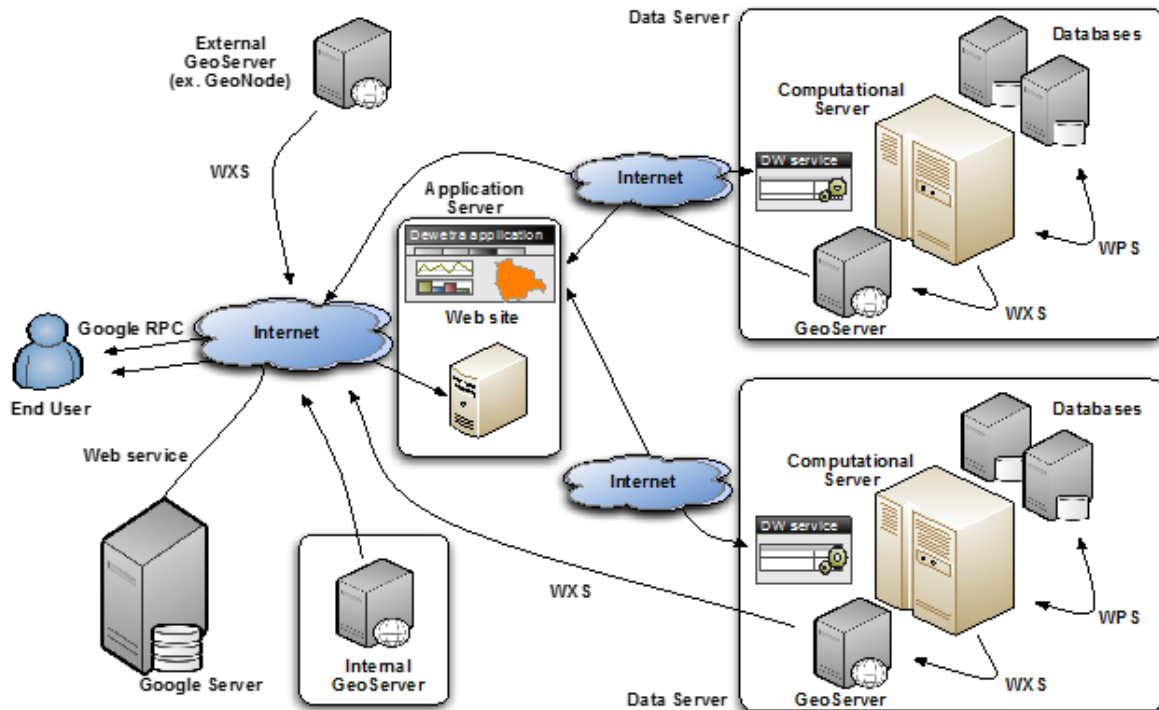 Data Server
Databases
External
GeoServer
(ex. GeoNode)
Computational
Server
WXS
Internet
DW service
Application
Server
Dewetra application
WPS
Web site
GeoServer
WXS
Google RPC
Internet
End User
Databases
Web service
Computational
Server
Internet
DW service
WXS
WPS
Google Server
Internal
GeoServer
GeoServer
WXS
Data Server